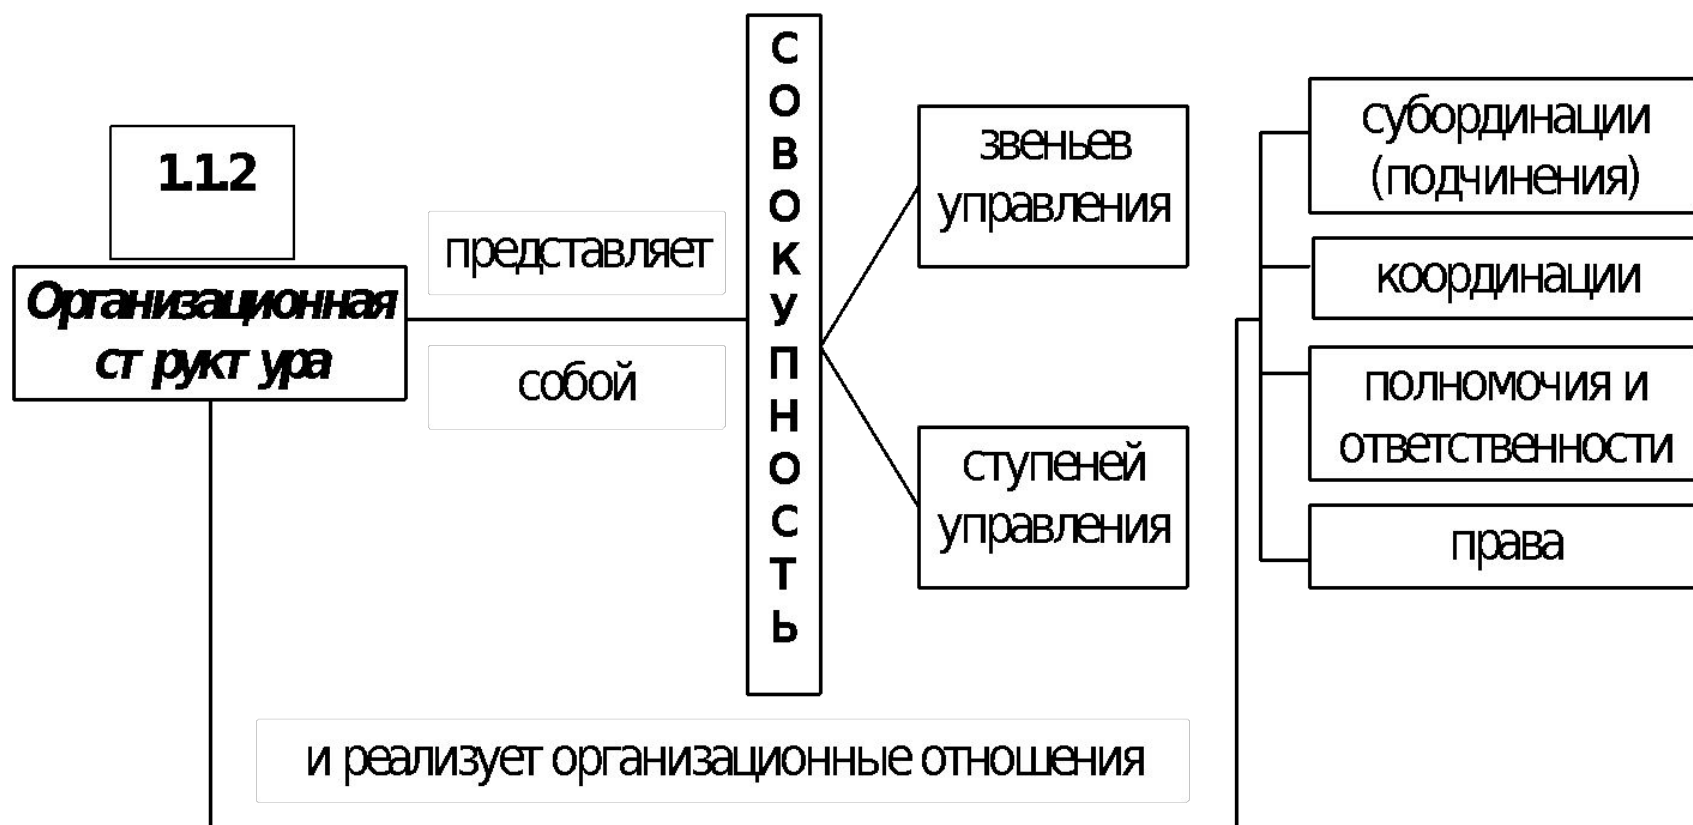 1.1.2
Организационная
структура
представляет
собой
СОВОКУПНОСТЬ
звеньев
управления
ступеней
управления
и реализует организационные отношения
субординации
(подчинения)
координации
полномочия и
ответственности
права